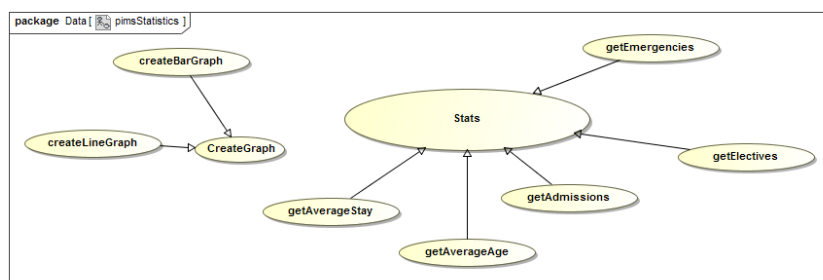 package Data [ pimsStatistics ]
getEmergencies
createBarGraph
Stats
createLineGraph
CreateGraph
getElectives
getAdmissions
getAverageStay
getAverageAge